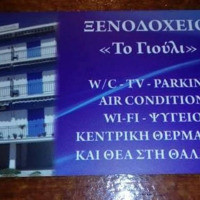 ΞΕΝΟΔΟΧΕΙΟ
«Το Γιούλι»
W/C - TV - PARKIN
AIR CONDITION
WI-FI - ΨΥΓΕΙΟ
ΚΕΝΤΡΙΚΗ ΘΕΡΜΑ
ΚΑΙ ΘΕΑ ΣΤΗ ΘΑΛ